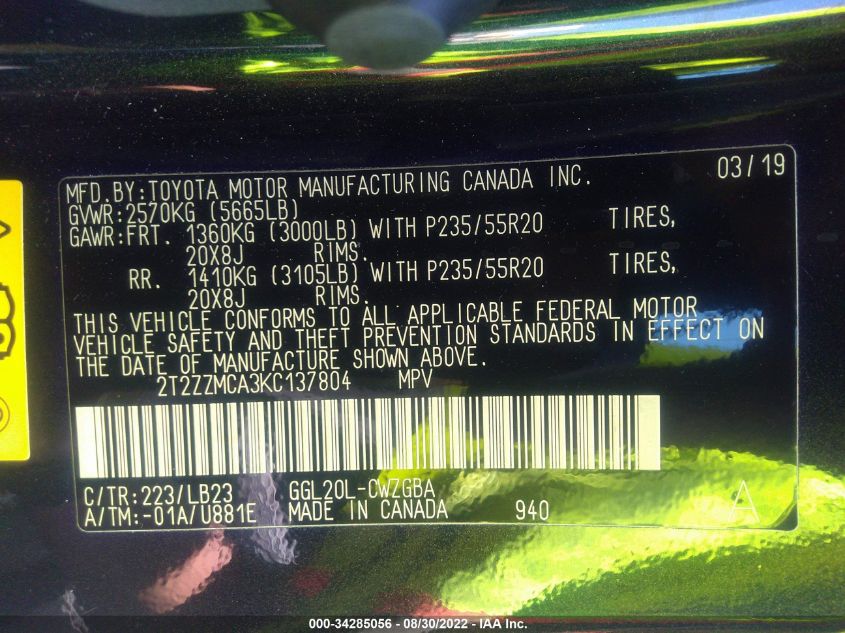 MFD.BY:TOYOTA MOTOR MANUFACTURING CANADA INC. 03/19
GVWR:2570KG (5665LB)
GAWR:FRT. 1360KG (3000LB) WITH P235/55R20 TIRES,
20X8J RIMS.
RR. 1410KG (3105LB) WITH P235/55R20 TIRES,
20X8J RIMS.
THIS VEHICLE CONFORMS TO ALL APPLICABLE FEDERAL MOTOR
VEHICLE SAFETY AND THEFT PREVENTION STANDARDS IN EFFECT ON
THE DATE OF MANUFACTURE SHOWN ABOVE.
2T2ZZMCA3KC137804 MPV
C/TR:223/LB23 GGL20L-CWZGBA
A/TM:-01A/U881E MADE IN CANADA 940 A
000-34285056 - 08/30/2022 - IAA Inc.